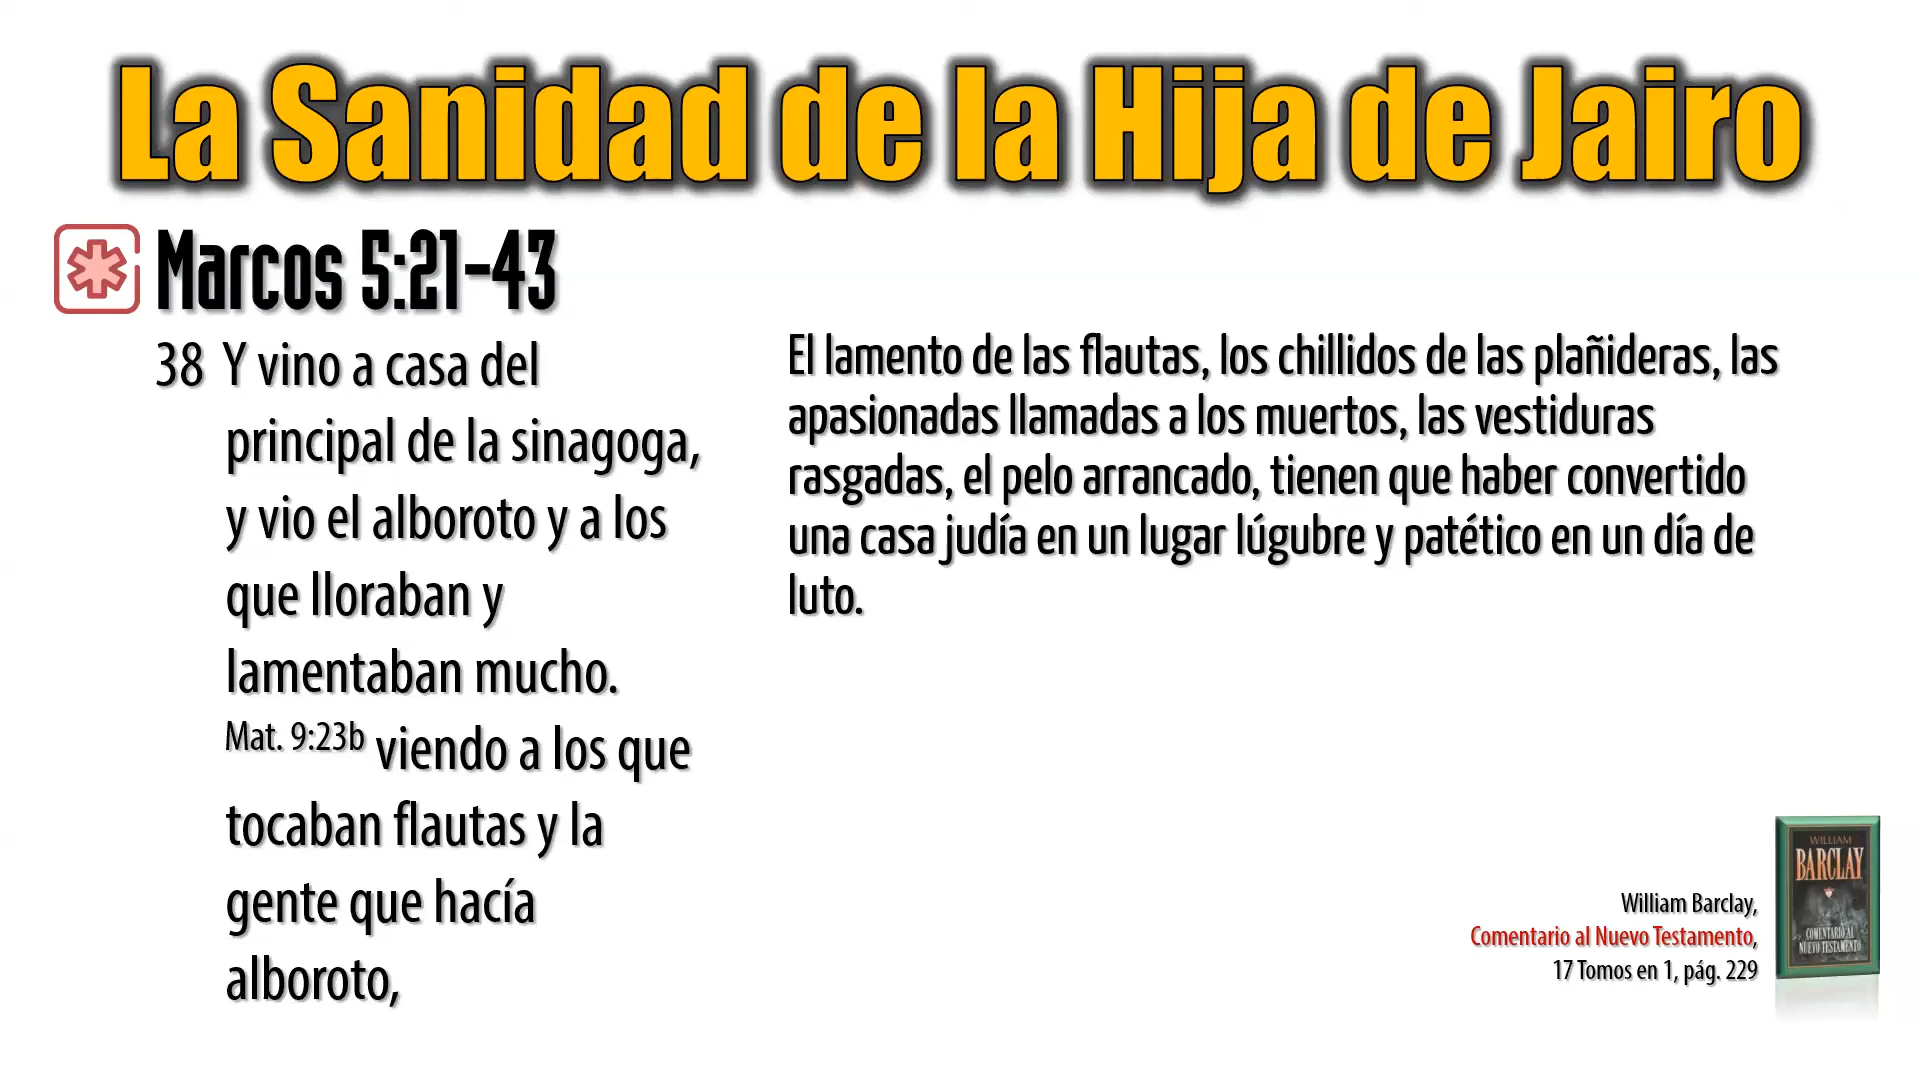 La Sanidad de la Hija de Jairo
Marcos 5:21-43
38 Y vino a casa del
principal de la sinagoga,
y vio el alboroto y a los
que lloraban y
lamentaban mucho.
Mat. 9:23b viendo a los que
tocaban flautas y la
gente que hacía
alboroto,
El lamento de las flautas, los chillidos de las plañideras, las
apasionadas llamadas a los muertos, las vestiduras
rasgadas, el pelo arrancado, tienen que haber convertido
una casa judía en un lugar lúgubre y patético en un día de
luto.
William Barclay,
Comentario al Nuevo Testamento,
17 Tomos en 1, pág. 229
WILLIAM
BARCLAY
COMENTARIO AL
NUEVO TESTAMENTO